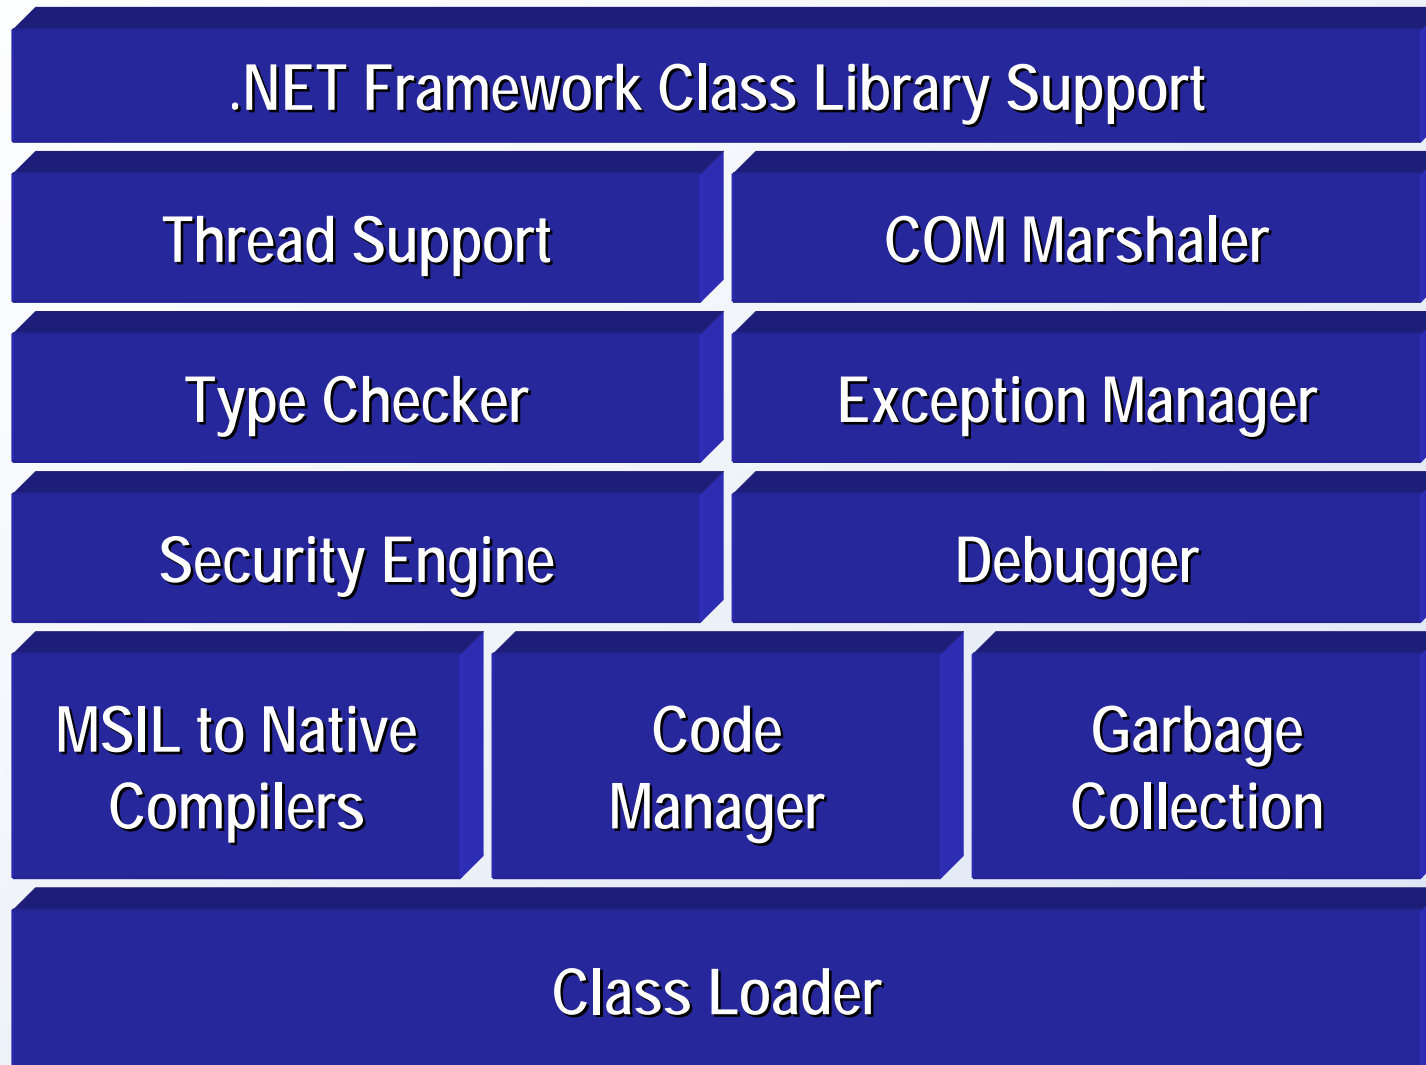 .NET Framework Class Library Support
Thread Support
COM Marshaler
Type Checker
Exception Manager
Security Engine
Debugger
MSIL to Native
Compilers
Code
Manager
Garbage
Collection
Class Loader